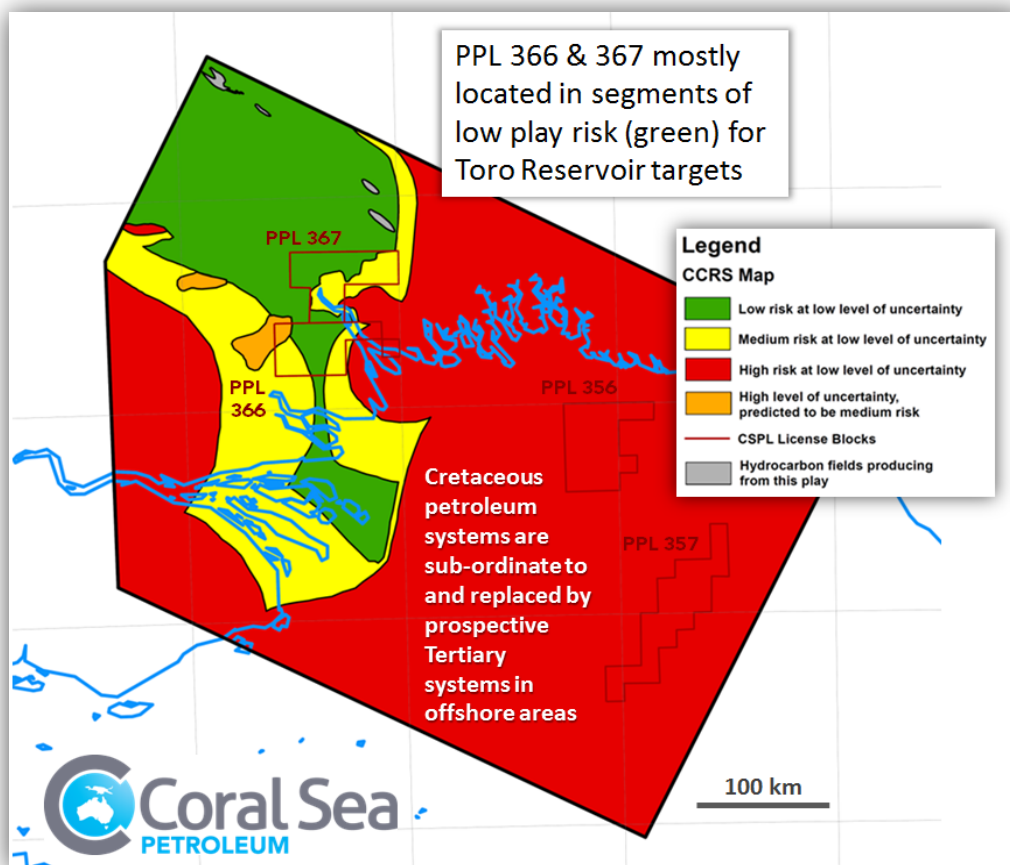 PPL 366 & 367 mostly
located in segments of
low play risk (green) for
Toro Reservoir targets
PPL 367
Legend
CCRS Map
Low risk at low level of uncertainty
Medium risk at low level of uncertainty
High risk at low level of uncertainty
High level of uncertainty,
predicted to be medium risk
CSPL License Blocks
Hydrocarbon fields producing
from this play
PPL
366
PPL 356
PPL 357
Cretaceous
petroleum
systems are
sub-ordinate to
and replaced by
prospective
Tertiary
systems in
offshore areas
100 km
Coral Sea
PETROLEUM